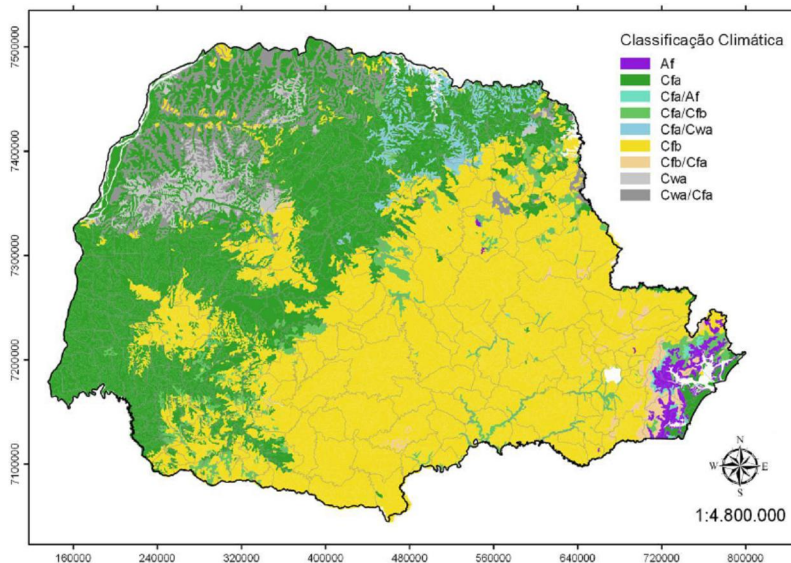 Classificação Climática
Af
Cfa
Cfa/Af
Cfa/Cfb
Cfa/Cwa
Cfb
Cfb/Cfa
Cwa
Cwa/Cfa
7500000
7400000
7300000
7200000
7100000
N
W E
S
1:4.800.000
160000 240000 320000 400000 480000 560000 640000 720000 800000